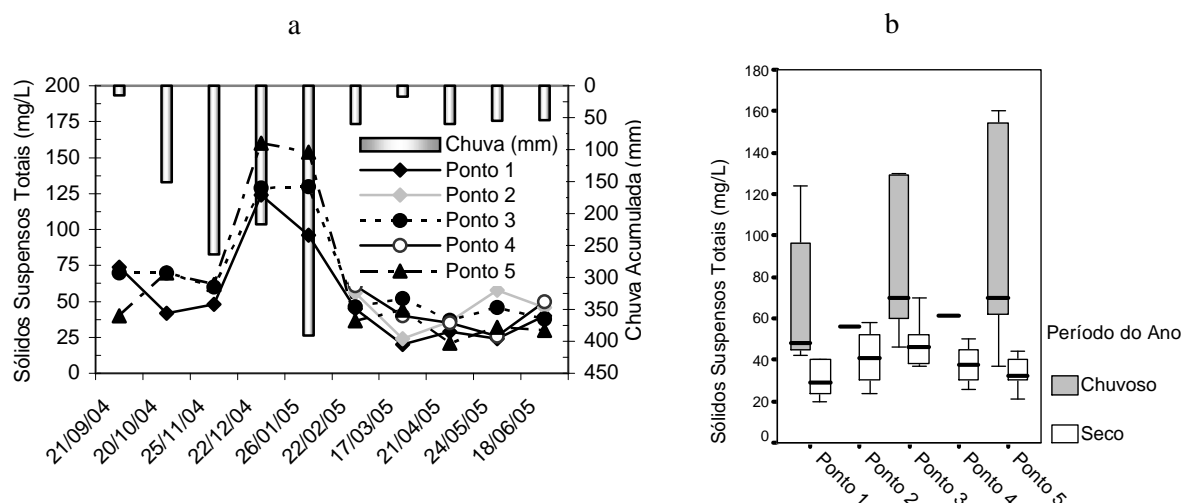 a
Sólidos Suspensos Totais (mg/L)
200
175
150
125
100
75
50
25
0
0
50
100
150
200
250
300
350
400
450
Chuva Acumulada (mm)
Chuva (mm)
Ponto 1
Ponto 2
Ponto 3
Ponto 4
Ponto 5
21/09/04
20/10/04
25/11/04
22/12/04
26/01/05
22/02/05
17/03/05
21/04/05
24/05/05
18/06/05
b
Sólidos Suspensos Totais (mg/L)
180
160
140
120
100
80
60
40
20
0
Ponto 1
Ponto 2
Ponto 3
Ponto 4
Ponto 5
Período do Ano
Chuvoso
Seco